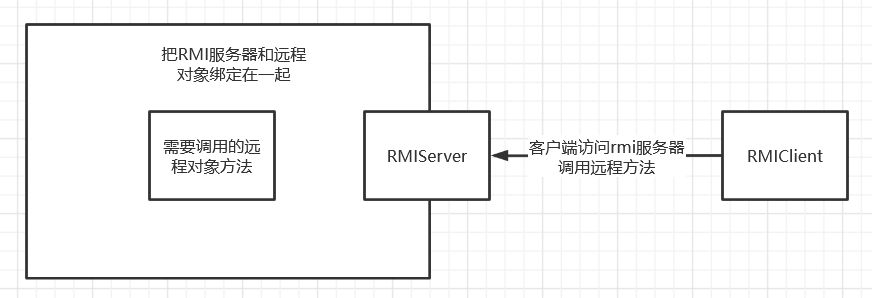 把RMI服务器和远程
对象绑定在一起
需要调用的远
程对象方法
RMIServer
客户端访问rmi服务器
调用远程方法
RMIClient